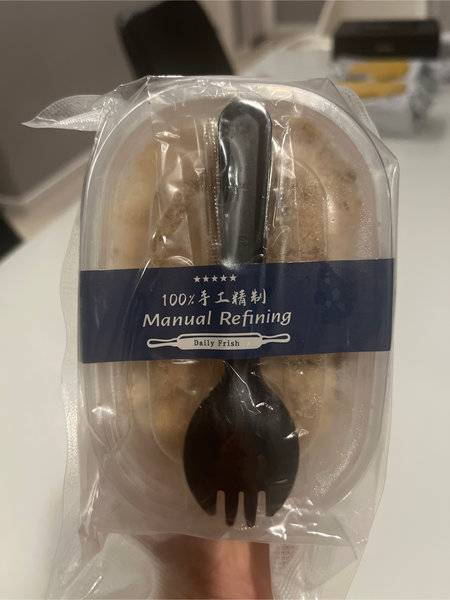 ★★★★★
100%手工精制
Manual Refining
Daily Frish